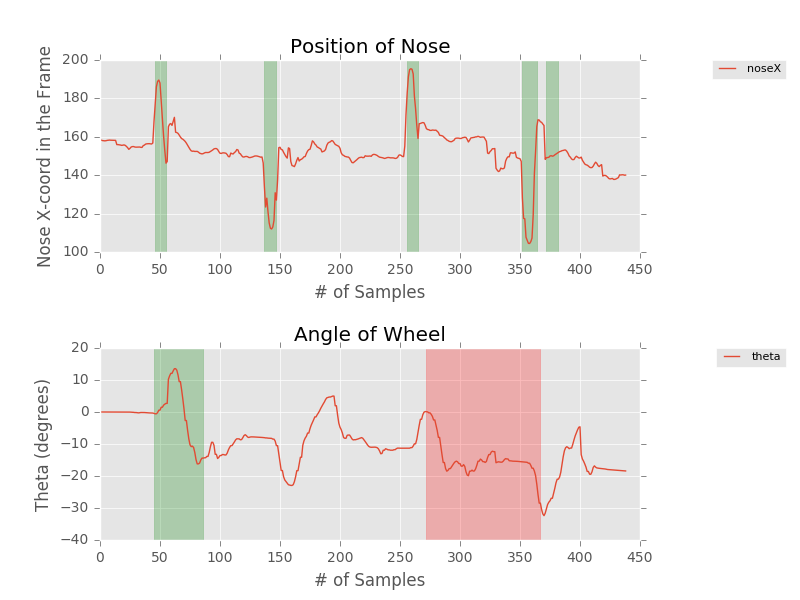 Position of Nose
200
180
160
140
120
100
Nose X-coord in the Frame
0 50 100 150 200 250 300 350 400 450
# of Samples
noseX
Angle of Wheel
20
10
0
−10
−20
−30
−40
Theta (degrees)
0 50 100 150 200 250 300 350 400 450
# of Samples
theta